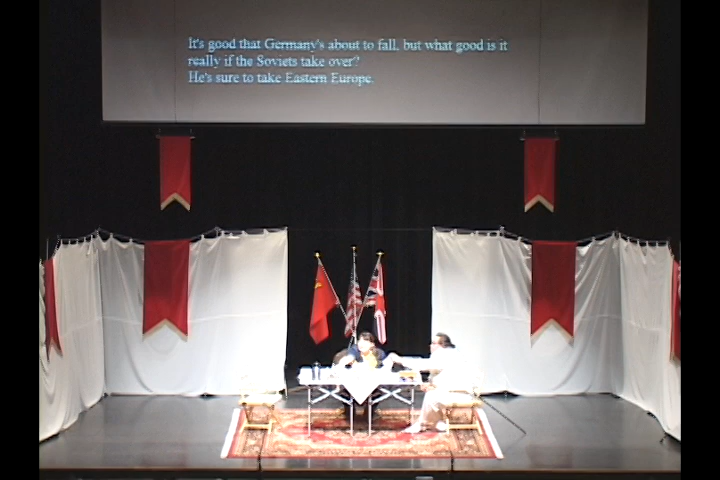 It's good that Germany's about to fall, but what good is it
really if the Soviets take over?
He's sure to take Eastern Europe.